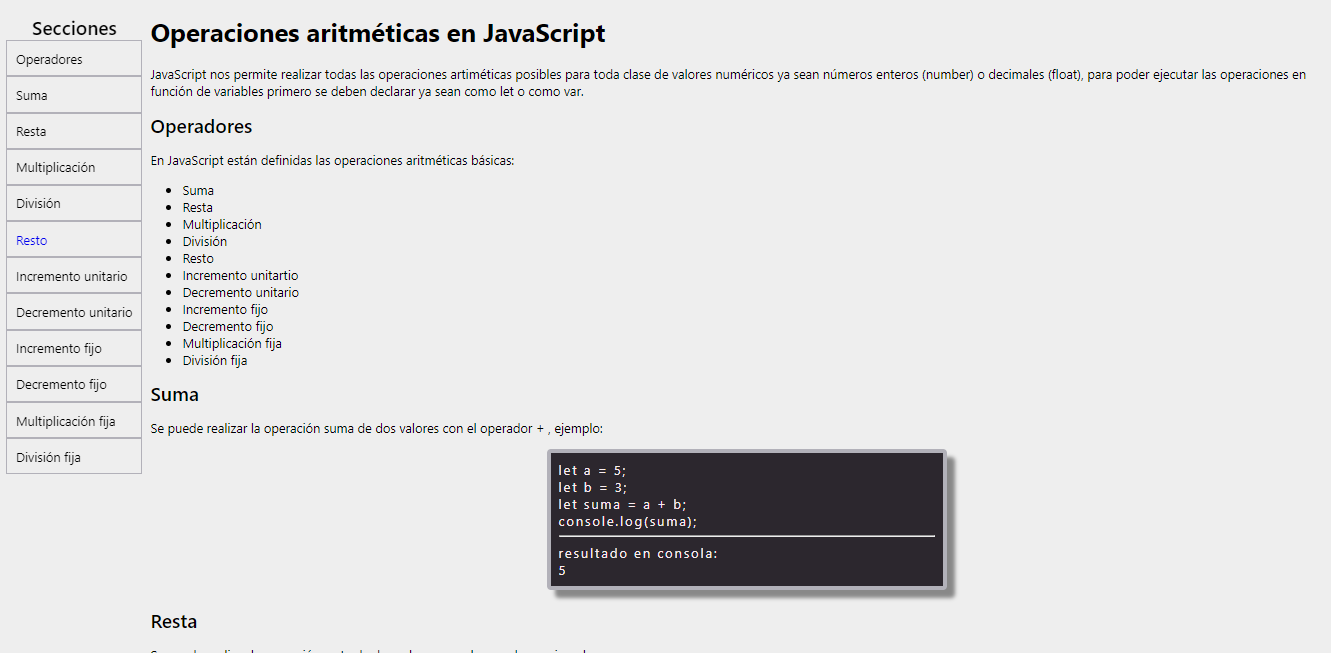 Secciones
Operadores
Suma
Resta
Multiplicación
División
Resto
Incremento unitario
Decremento unitario
Incremento fijo
Decremento fijo
Multiplicación fija
División fija
Operaciones aritméticas en JavaScript
JavaScript nos permite realizar todas las operaciones artiméticas posibles para toda clase de valores numéricos ya sean números enteros (number) o decimales (float), para poder ejecutar las operaciones en
función de variables primero se deben declarar ya sean como let o como var.
Operadores
En JavaScript están definidas las operaciones aritméticas básicas:
Suma
Resta
Multiplicación
División
Resto
Incremento unitartio
Decremento unitario
Incremento fijo
Decremento fijo
Multiplicación fija
División fija
Suma
Se puede realizar la operación suma de dos valores con el operador + , ejemplo:
let a = 5;
let b = 3;
let suma = a + b;
console.log(suma);
resultado en consola:
5
Resta